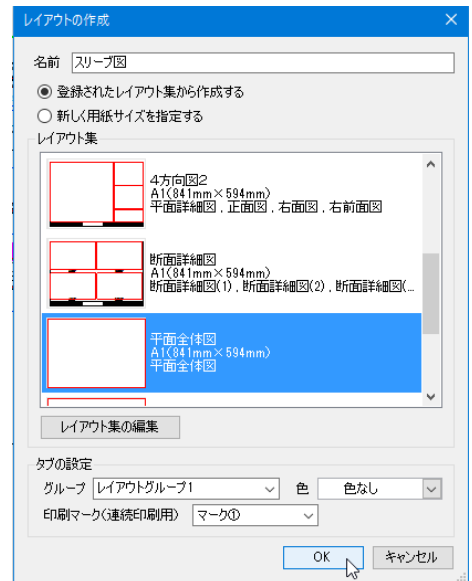 レイアウトの作成
名前 スリーブ図
登録されたレイアウト集から作成する
新しく用紙サイズを指定する
レイアウト集
4方向図2
A1(841mm×594mm)
平面詳細図 , 正面図 , 右面図 , 右前面図
断面詳細図
A1(841mm×594mm)
断面詳細図(1) , 断面詳細図(2) , 断面詳細図(...
平面全体図
A1(841mm×594mm)
平面全体図
レイアウト集の編集
タブの設定
グループ レイアウトグループ1 色 色なし
印刷マーク(連続印刷用) マーク①
OK キャンセル